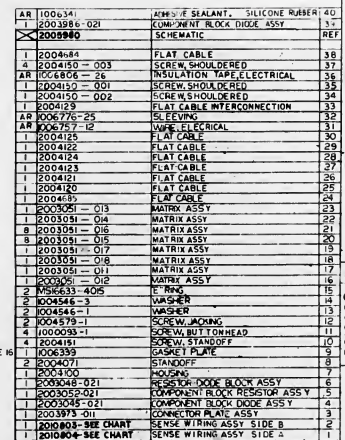 AR 1006341 ADHESIVE SEALANT, SILICONE RUBBER 40
1 2003986-021 COMPONENT BLOCK DIODE ASSY
2005980 SCHEMATIC REF
1 2004684 FLAT CABLE 38
4 2004150 - 003 SCREW, SHOULDERED 37
AR 1006806 - 26 INSULATION TAPE, ELECTRICAL 36
1 2004150 - 001 SCREW, SHOULDERED 35
1 2004150 - 002 SCREW, SHOULDERED 34
1 2004129 FLAT CABLE INTERCONNECTION 33
AR 1006776-25 SLEEVING 32
AR 1006757-12 WIRE, ELECRICAL 31
1 2004125 FLAT CABLE 30
1 2004122 FLAT CABLE 29
1 2004124 FLAT CABLE 28
1 2004123 FLAT CABLE 27
1 2004121 FLAT CABLE 26
1 2004120 FLAT CABLE 25
1 2004685 FLAT CABLE 24
1 2003051 - 013 MATRIX ASSY 23
1 2003051 - 014 MATRIX ASSY 22
8 2003051 - 016 MATRIX ASSY 21
8 2003051 - 015 MATRIX ASSY 20
1 2003051 - 017 MATRIX ASSY 19
1 2003051 - 018 MATRIX ASSY 18
1 2003051 - 011 MATRIX ASSY 17
1 2003051 - 012 MATRIX ASSY 16
2 MS16633-4015 E-RING 15
2 1004546-3 WASHER 14
2 1004546-1 WASHER 13
2 1004579-1 SCREW, JACKING 12
4 1000093-1 SCREW, BUTTONHEAD 11
4 2004151 SCREW, STANDOFF 10
E 16 1 1006339 GASKET PLATE 9
2 2004071 STANDOFF 8
1 2004100 HOUSING 7
1 2003048-021 RESISTOR-DIODE BLOCK ASSY 6
1 2003052-021 COMPONENT BLOCK RESISTOR ASSY 5
1 2003045-021 COMPONENT BLOCK DIODE ASSY 4
1 2003973-011 CONNECTOR PLATE ASSY 3
1 2010803-SEE CHART SENSE WIRING ASSY SIDE B 2
1 2010804-SEE CHART SENSE WIRING ASSY SIDE A 1